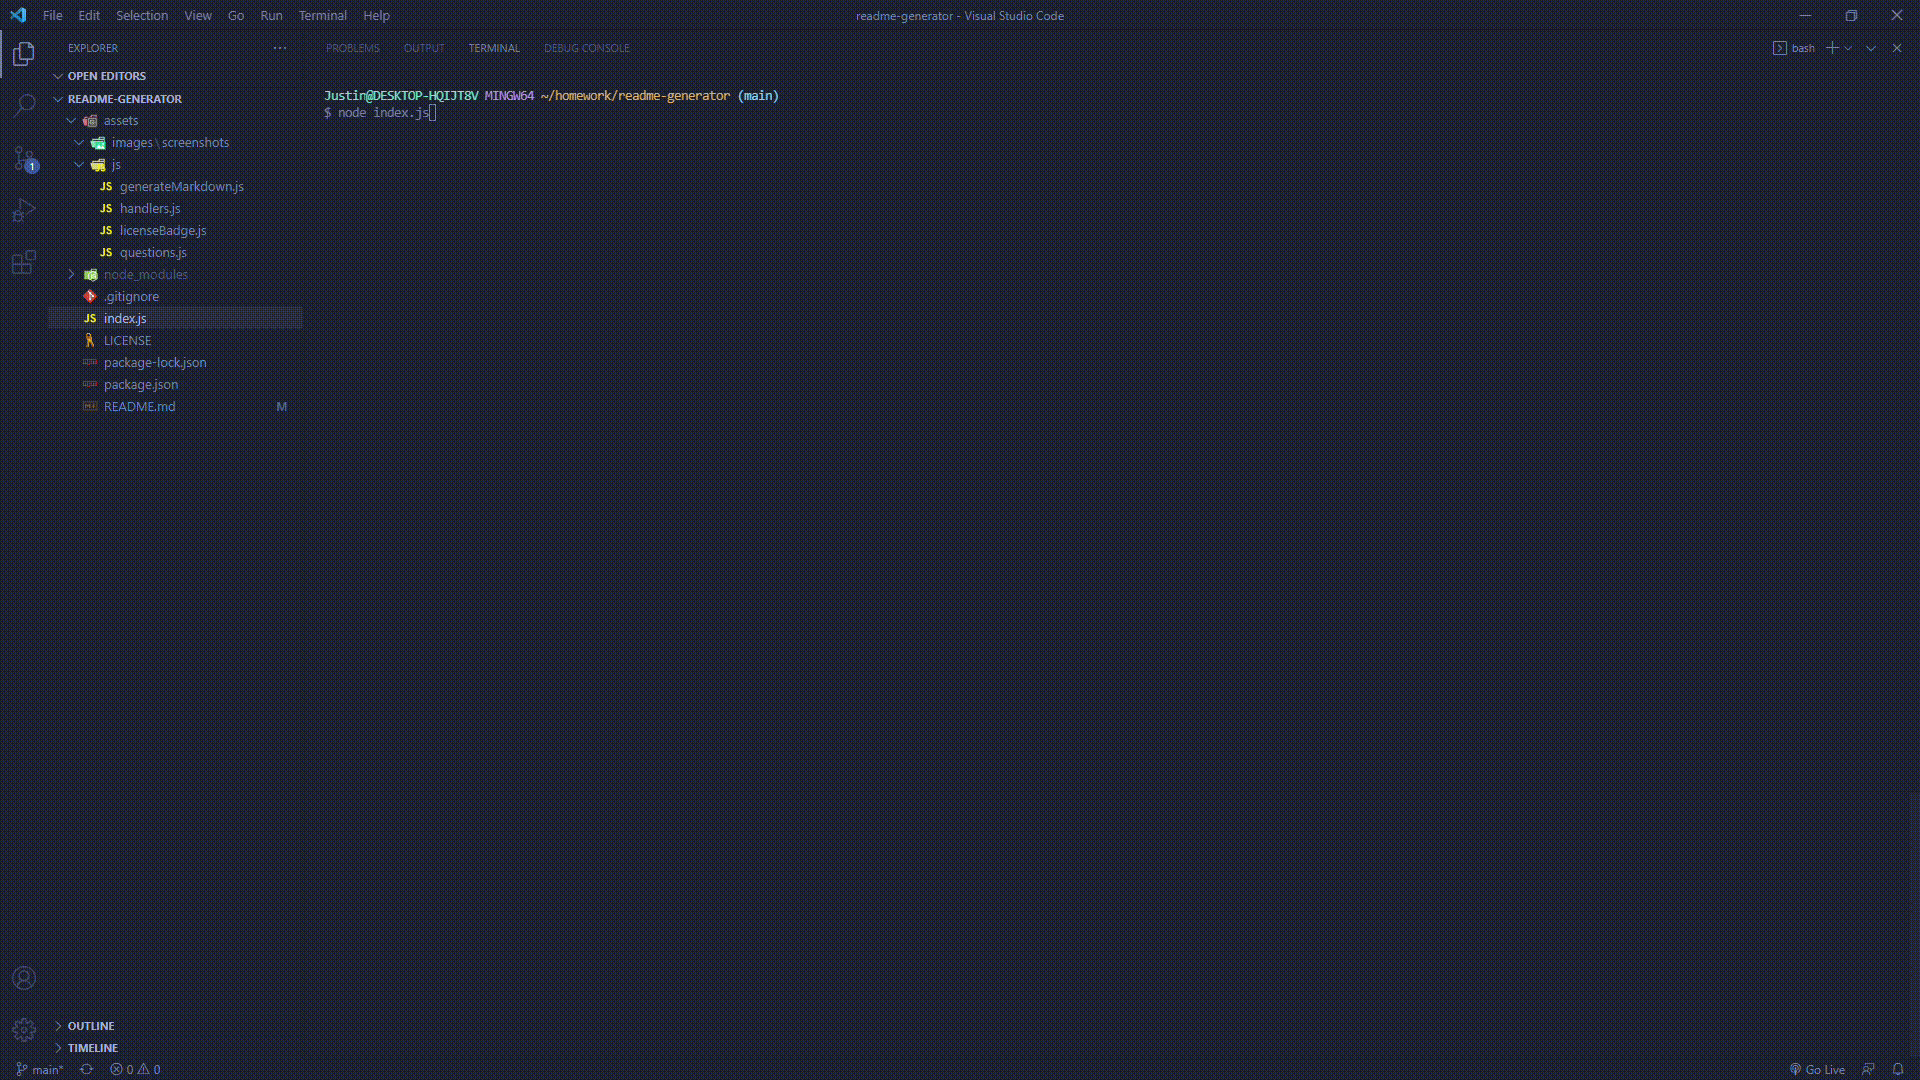 File Edit Selection View Go Run Terminal Help
readme-generator - Visual Studio Code
EXPLORER
OPEN EDITORS
README-GENERATOR
assets
images\screenshots
js
JS generateMarkdown.js
JS handlers.js
JS licenseBadge.js
JS questions.js
node_modules
.gitignore
JS index.js
LICENSE
package-lock.json
package.json
README.md M
OUTLINE
TIMELINE
1
PROBLEMS OUTPUT TERMINAL DEBUG CONSOLE
bash
Justin@DESKTOP-HQIJT8V MINGW64 ~/homework/readme-generator (main)
$ node index.js
main* 0 0
Go Live